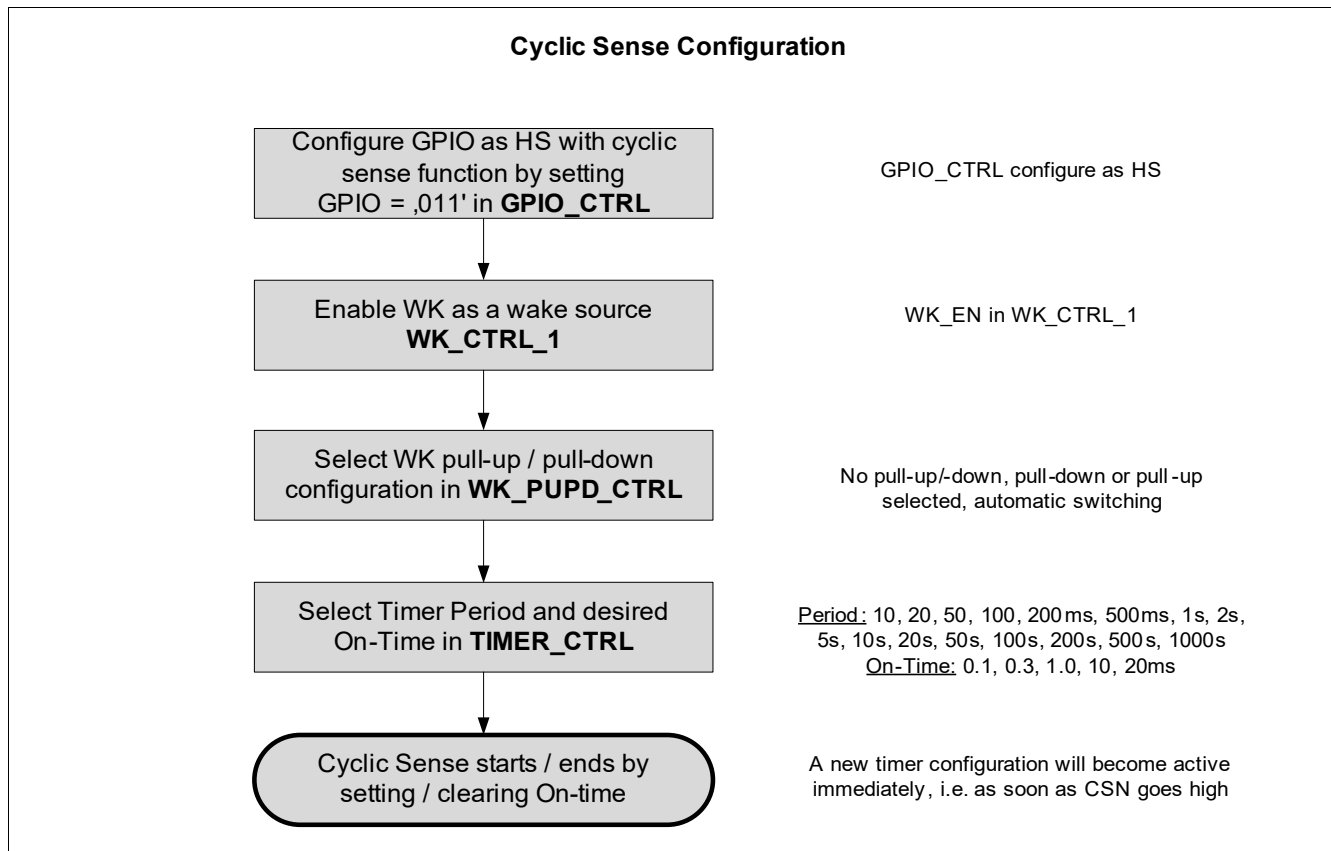 Cyclic Sense Configuration
Configure GPIO as HS with cyclic
sense function by setting
GPIO = ‚011' in GPIO_CTRL
GPIO_CTRL configure as HS
Enable WK as a wake source
WK_CTRL_1
WK_EN in WK_CTRL_1
Select WK pull-up / pull-down
configuration in WK_PUPD_CTRL
No pull-up/-down, pull-down or pull-up
selected, automatic switching
Select Timer Period and desired
On-Time in TIMER_CTRL
Period: 10, 20, 50, 100, 200ms, 500ms, 1s, 2s,
5s, 10s, 20s, 50s, 100s, 200s, 500s, 1000s
On-Time: 0.1, 0.3, 1.0, 10, 20ms
Cyclic Sense starts / ends by
setting / clearing On-time
A new timer configuration will become active
immediately, i.e. as soon as CSN goes high